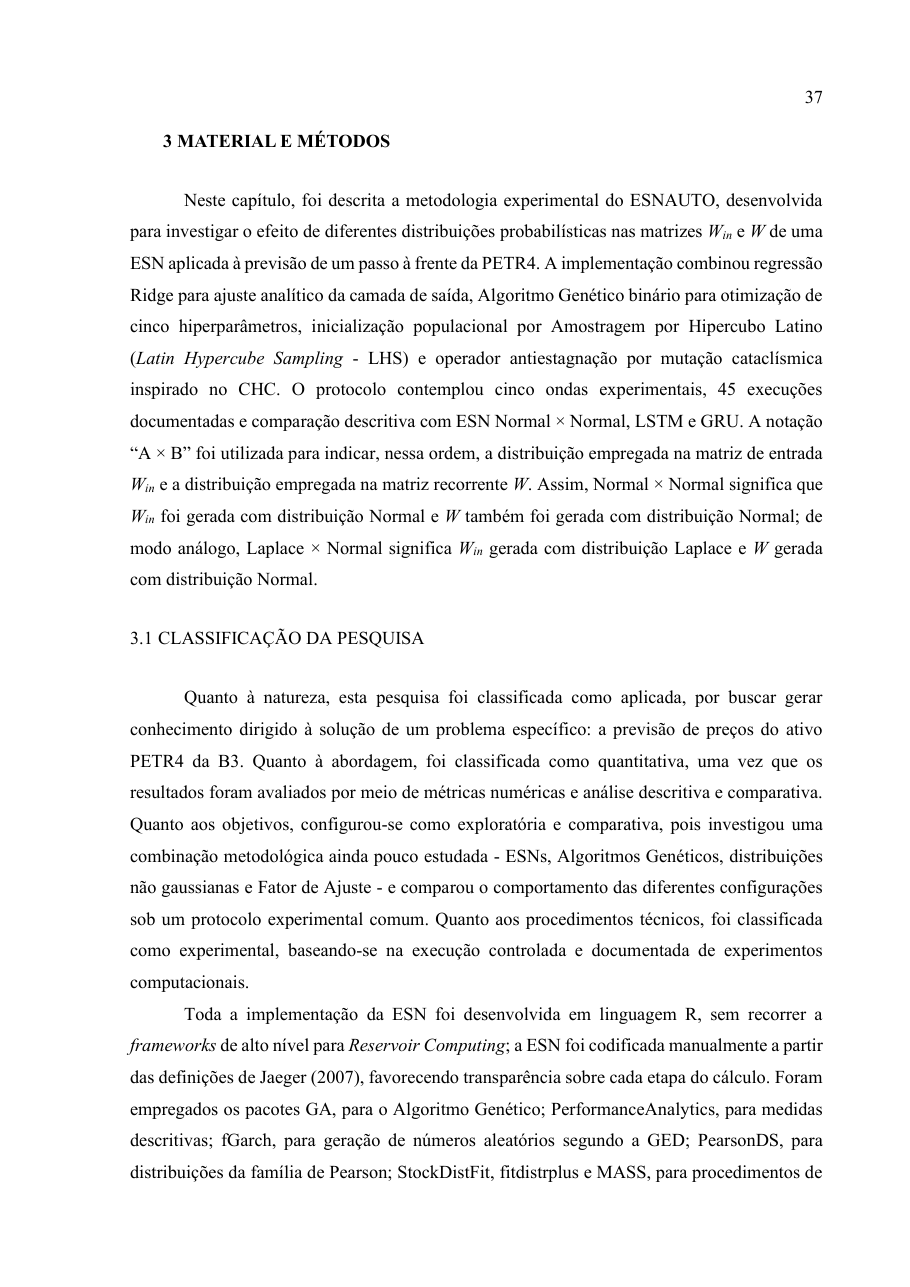 37
3 MATERIAL E MÉTODOS
Neste capítulo, foi descrita a metodologia experimental do ESNAUTO, desenvolvida
para investigar o efeito de diferentes distribuições probabilísticas nas matrizes Win e W de uma
ESN aplicada à previsão de um passo à frente da PETR4. A implementação combinou regressão
Ridge para ajuste analítico da camada de saída, Algoritmo Genético binário para otimização de
cinco hiperparâmetros, inicialização populacional por Amostragem por Hipercubo Latino
(Latin Hypercube Sampling - LHS) e operador antiestagnação por mutação cataclísmica
inspirado no CHC. O protocolo contemplou cinco ondas experimentais, 45 execuções
documentadas e comparação descritiva com ESN Normal × Normal, LSTM e GRU. A notação
“A × B” foi utilizada para indicar, nessa ordem, a distribuição empregada na matriz de entrada
Win e a distribuição empregada na matriz recorrente W. Assim, Normal × Normal significa que
Win foi gerada com distribuição Normal e W também foi gerada com distribuição Normal; de
modo análogo, Laplace × Normal significa Win gerada com distribuição Laplace e W gerada
com distribuição Normal.
3.1 CLASSIFICAÇÃO DA PESQUISA
Quanto à natureza, esta pesquisa foi classificada como aplicada, por buscar gerar
conhecimento dirigido à solução de um problema específico: a previsão de preços do ativo
PETR4 da B3. Quanto à abordagem, foi classificada como quantitativa, uma vez que os
resultados foram avaliados por meio de métricas numéricas e análise descritiva e comparativa.
Quanto aos objetivos, configurou-se como exploratória e comparativa, pois investigou uma
combinação metodológica ainda pouco estudada - ESNs, Algoritmos Genéticos, distribuições
não gaussianas e Fator de Ajuste - e comparou o comportamento das diferentes configurações
sob um protocolo experimental comum. Quanto aos procedimentos técnicos, foi classificada
como experimental, baseando-se na execução controlada e documentada de experimentos
computacionais.
Toda a implementação da ESN foi desenvolvida em linguagem R, sem recorrer a
frameworks de alto nível para Reservoir Computing; a ESN foi codificada manualmente a partir
das definições de Jaeger (2007), favorecendo transparência sobre cada etapa do cálculo. Foram
empregados os pacotes GA, para o Algoritmo Genético; PerformanceAnalytics, para medidas
descritivas; fGarch, para geração de números aleatórios segundo a GED; PearsonDS, para
distribuições da família de Pearson; StockDistFit, fitdistrplus e MASS, para procedimentos de